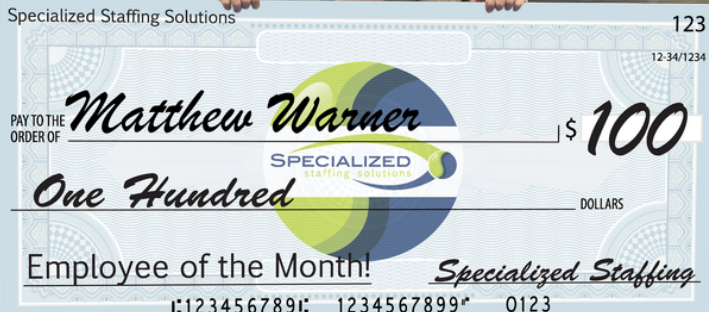 Specialized Staffing Solutions
123
12-34/1234
PAY TO THE
ORDER OF
Matthew Warner
$ 100
SPECIALIZED
staffing solutions
One Hundred
DOLLARS
Employee of the Month!
Specialized Staffing
⑆123456789⑆ 1234567899⑈ 0123